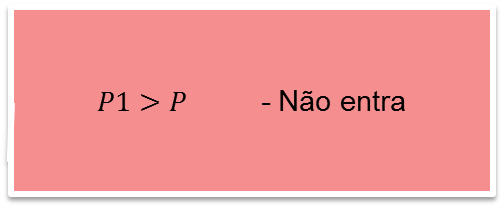 P1 > P - Não entra